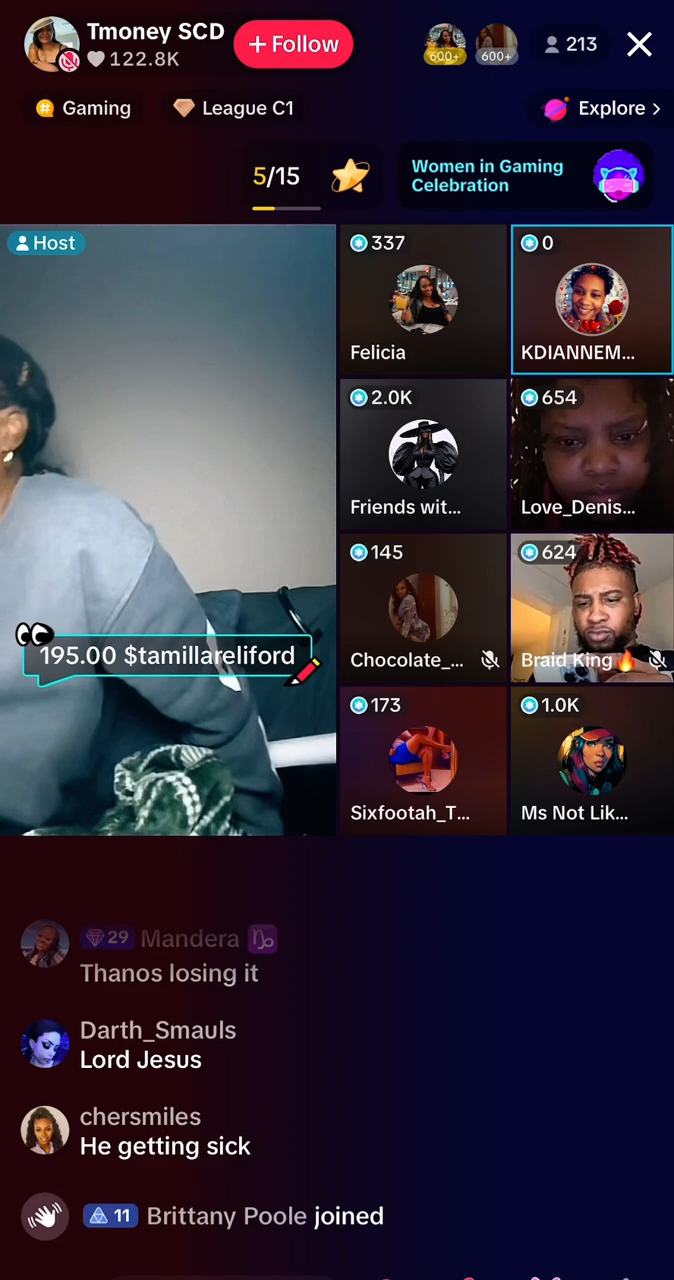 Tmoney SCD
122.8K
+ Follow
600+
600+
213
Gaming
League C1
Explore >
5/15
Women in Gaming
Celebration
Host
337
Felicia
0
KDIANNEM...
2.0K
Friends wit...
654
Love_Denis...
145
Chocolate_...
624
Braid King🔥
195.00 $tamillareliford
173
Sixfootah_T...
1.0K
Ms Not Lik...
29 Mandera ♑
Thanos losing it
Darth_Smauls
Lord Jesus
chersmiles
He getting sick
11 Brittany Poole joined